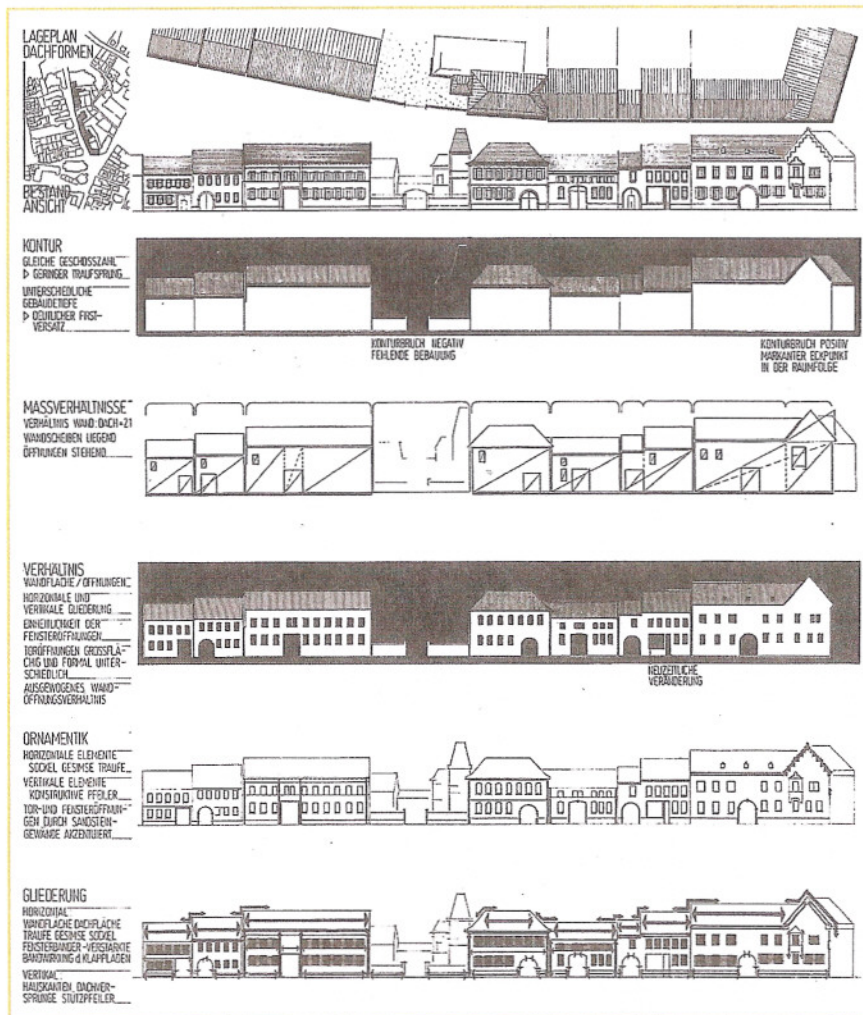 LAGEPLAN
DACHFORMEN
BESTAND
ANSICHT
KONTUR
GLEICHE GESCHOSSZAHL
▷ GERINGER TRAUFSPRUNG
UNTERSCHIEDLICHE
GEBÄUDETIEFE
▷ DEUTLICHER FIRST-
VERSATZ
KONTURBRUCH NEGATIV
FEHLENDE BEBAUUNG
KONTURBRUCH POSITIV
MARKANTER ECKPUNKT
IN DER RAUMFOLGE
MASSVERHÄLTNISSE
VERHÄLTNIS WAND:DACH=2:1
WANDSCHEIBEN LIEGEND
ÖFFNUNGEN STEHEND
VERHÄLTNIS
WANDFLÄCHE/ÖFFNUNGEN
HORIZONTALE UND
VERTIKALE GLIEDERUNG
EINHEITLICHKEIT DER
FENSTERÖFFNUNGEN
TORÖFFNUNGEN GROSSFLÄ-
CHIG UND FORMAL UNTER-
SCHIEDLICH
AUSGEWOGENES WAND-
ÖFFNUNGSVERHÄLTNIS
NEUZEITLICHE
VERÄNDERUNG
ORNAMENTIK
HORIZONTALE ELEMENTE
SOCKEL GESIMSE TRAUFE
VERTIKALE ELEMENTE
KONSTRUKTIVE PFEILER
TOR- UND FENSTERÖFFNUN-
GEN DURCH SANDSTEIN-
GEWÄNDE AKZENTUIERT
GLIEDERUNG
HORIZONTAL
WANDFLÄCHE DACHFLÄCHE
TRAUFE GESIMSE SOCKEL
FENSTERBÄNDER-VERSTÄRKTE
BANDWIRKUNG d. KLAPPLÄDEN
VERTIKAL:
HAUSKANTEN, DACHVER-
SPRÜNGE STÜTZPFEILER